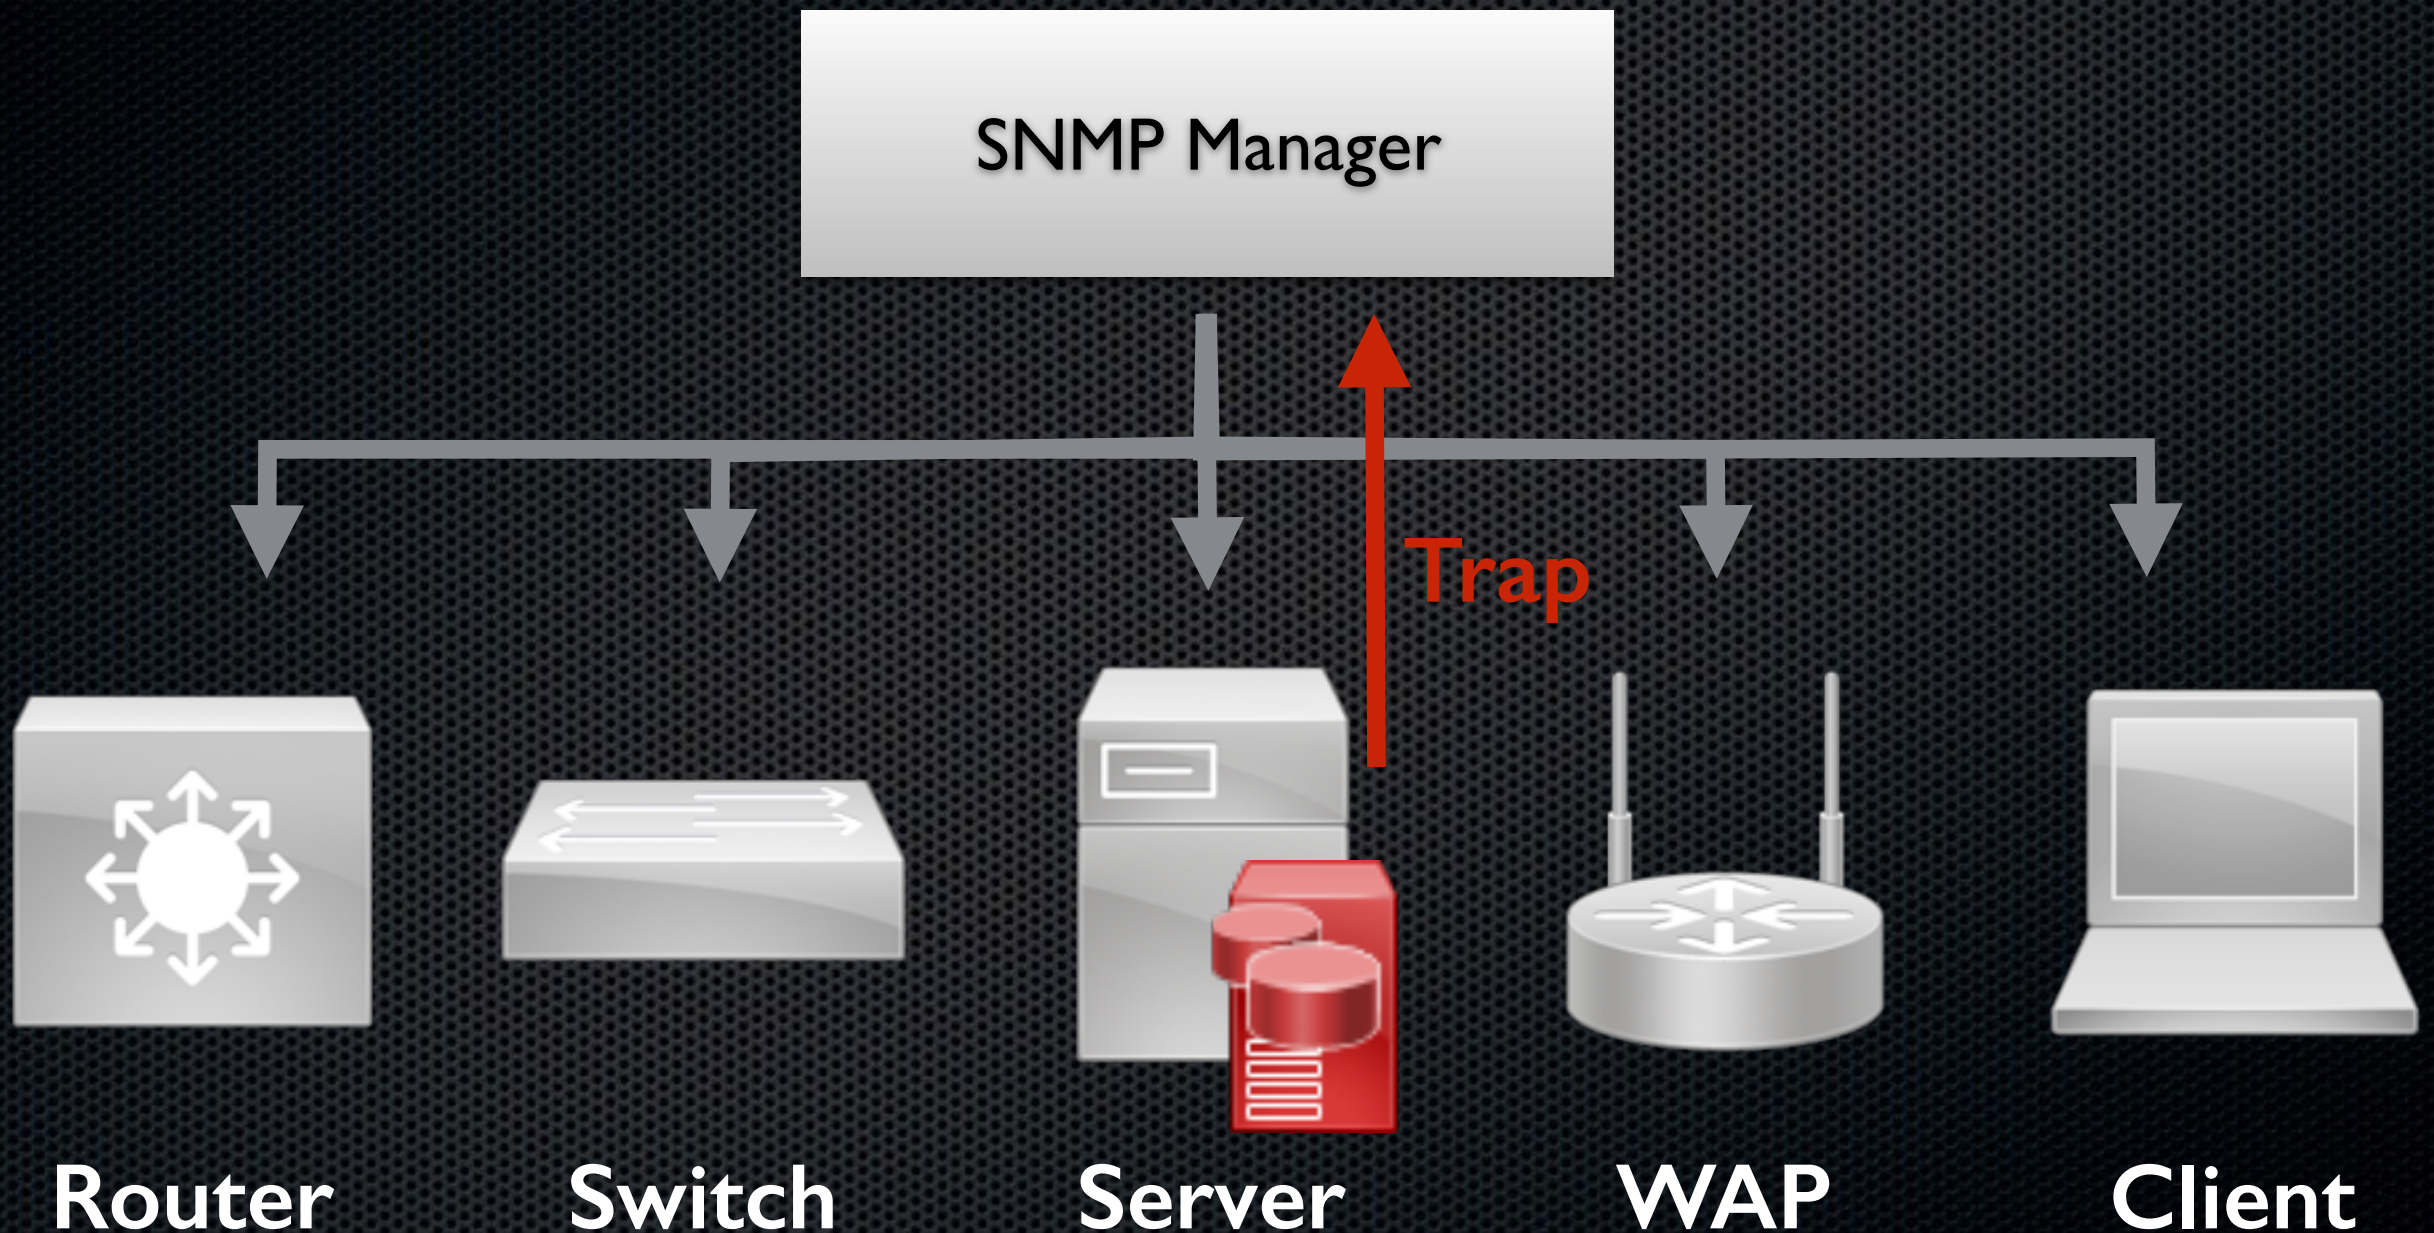 SNMP Manager
Trap
Router
Switch
Server
WAP
Client